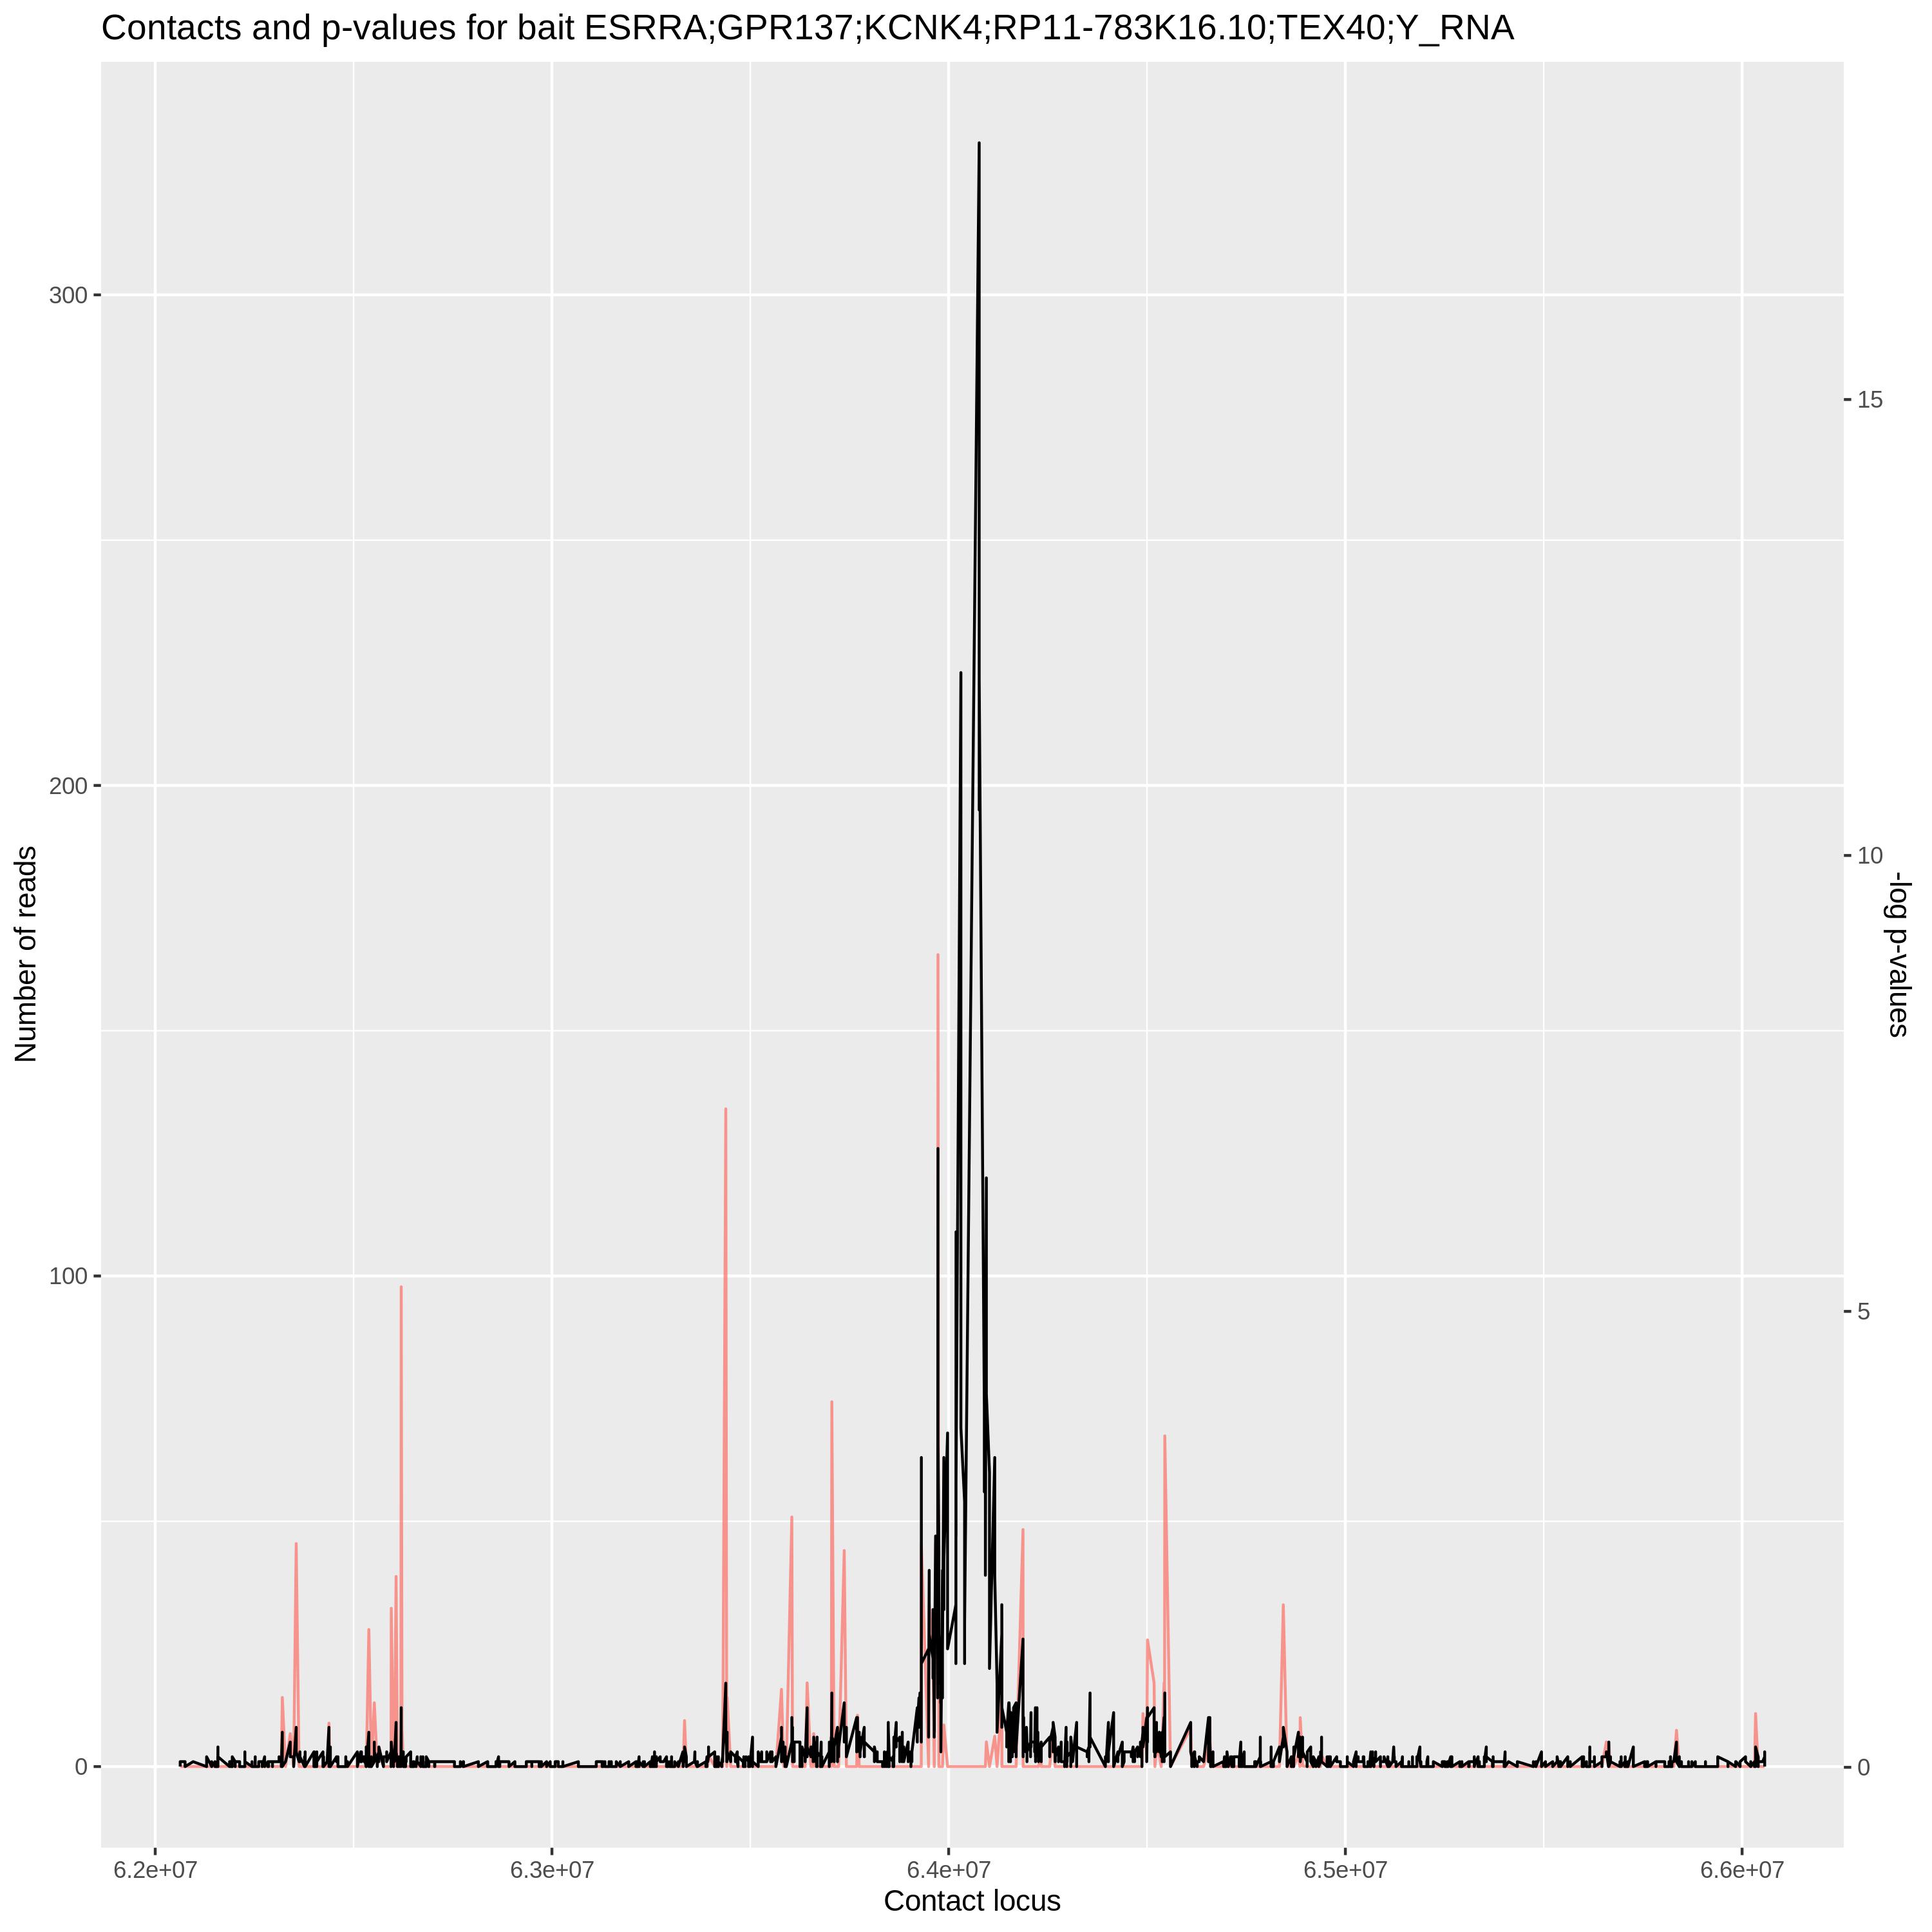 Contacts and p-values for bait ESRRA;GPR137;KCNK4;RP11-783K16.10;TEX40;Y_RNA
300
200
100
0
Number of reads
15
10
5
0
-log p-values
6.2e+07
6.3e+07
6.4e+07
6.5e+07
6.6e+07
Contact locus